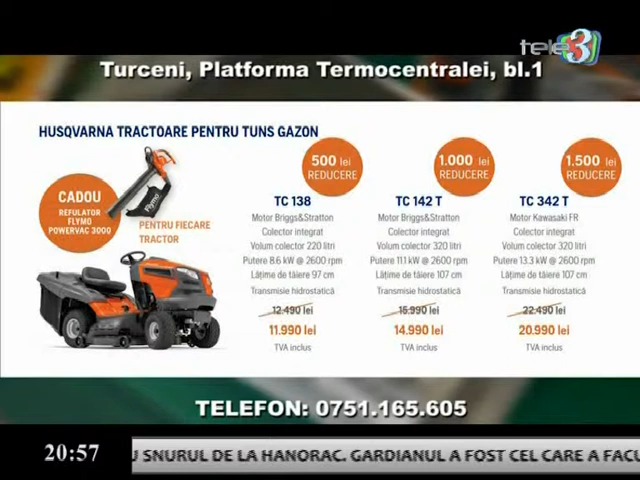 tele3
Turceni, Platforma Termocentralei, bl.1
HUSQVARNA TRACTOARE PENTRU TUNS GAZON
CADOU
REFULATOR
FLYMO
POWERVAC 3000
Flymo
PENTRU FIECARE
TRACTOR
500 lei
REDUCERE
TC 138
Motor Briggs&Stratton
Colector integrat
Volum colector 220 litri
Putere 8.6 kW @ 2600 rpm
Lățime de tăiere 97 cm
Transmisie hidrostatică
12.490 lei
11.990 lei
TVA inclus
1.000 lei
REDUCERE
TC 142 T
Motor Briggs&Stratton
Colector integrat
Volum colector 320 litri
Putere 11.1 kW @ 2600 rpm
Lățime de tăiere 107 cm
Transmisie hidrostatică
15.990 lei
14.990 lei
TVA inclus
1.500 lei
REDUCERE
TC 342 T
Motor Kawasaki FR
Colector integrat
Volum colector 320 litri
Putere 13.3 kW @ 2600 rpm
Lățime de tăiere 107 cm
Transmisie hidrostatică
22.490 lei
20.990 lei
TVA inclus
TELEFON: 0751.165.605
20:57
J SNURUL DE LA HANORAC. GARDIANUL A FOST CEL CARE A FACU